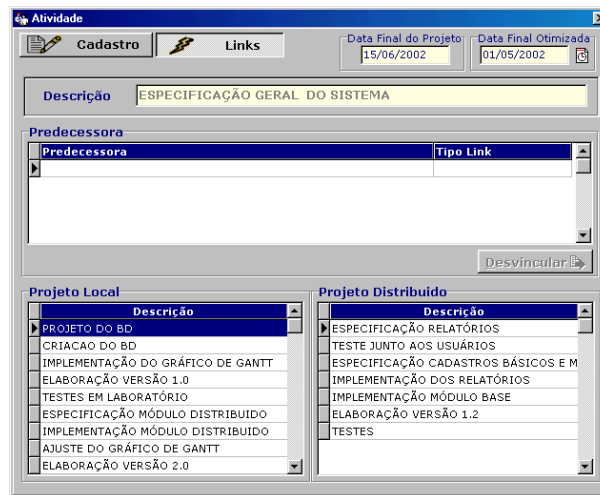 Atividade
Cadastro
Links
Data Final do Projeto
15/06/2002
Data Final Otimizada
01/05/2002
Descrição
ESPECIFICAÇÃO GERAL DO SISTEMA
Predecessora
Predecessora Tipo Link
Desvincular
Projeto Local
Descrição
PROJETO DO BD
CRIACAO DO BD
IMPLEMENTAÇÃO DO GRÁFICO DE GANTT
ELABORAÇÃO VERSÃO 1.0
TESTES EM LABORATÓRIO
ESPECIFICAÇÃO MÓDULO DISTRIBUIDO
IMPLEMENTAÇÃO MÓDULO DISTRIBUIDO
AJUSTE DO GRÁFICO DE GANTT
ELABORAÇÃO VERSÃO 2.0
Projeto Distribuido
Descrição
ESPECIFICAÇÃO RELATÓRIOS
TESTE JUNTO AOS USUÁRIOS
ESPECIFICAÇÃO CADASTROS BÁSICOS E M
IMPLEMENTAÇÃO DOS RELATÓRIOS
IMPLEMENTAÇÃO MÓDULO BASE
ELABORAÇÃO VERSÃO 1.2
TESTES